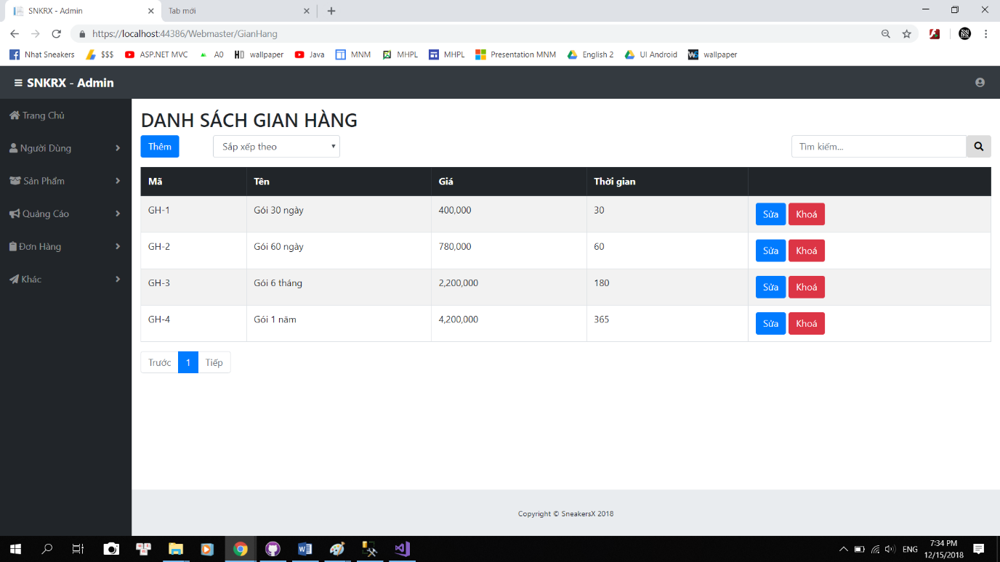 SNKRX - Admin
Tab mới
https://localhost:44386/Webmaster/GianHang
Nhat Sneakers
$$$
ASP.NET MVC
A0
wallpaper
Java
MNM
MHPL
MHPL
Presentation MNM
English 2
UI Android
wallpaper
SNKRX - Admin
Trang Chủ
Người Dùng
Sản Phẩm
Quảng Cáo
Đơn Hàng
Khác
DANH SÁCH GIAN HÀNG
Thêm
Sắp xếp theo
Tìm kiếm...
Mã Tên Giá Thời gian
GH-1 Gói 30 ngày 400,000 30 Sửa Khoá
GH-2 Gói 60 ngày 780,000 60 Sửa Khoá
GH-3 Gói 6 tháng 2,200,000 180 Sửa Khoá
GH-4 Gói 1 năm 4,200,000 365 Sửa Khoá
Trước 1 Tiếp
Copyright © SneakersX 2018
ENG
7:34 PM
12/15/2018